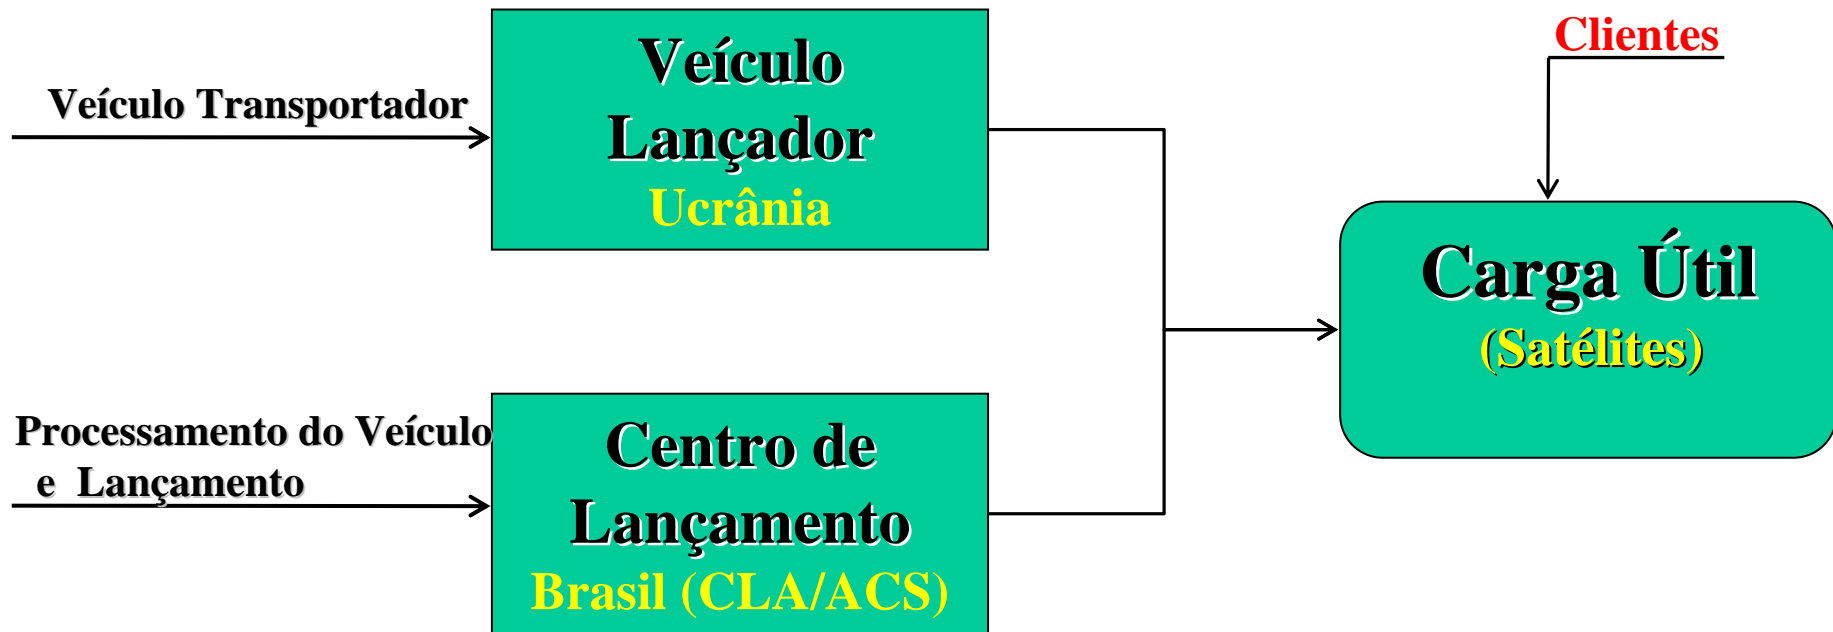 Veículo Transportador
Veículo
Lançador
Ucrânia
Clientes
Carga Útil
(Satélites)
Processamento do Veículo
e Lançamento
Centro de
Lançamento
Brasil (CLA/ACS)